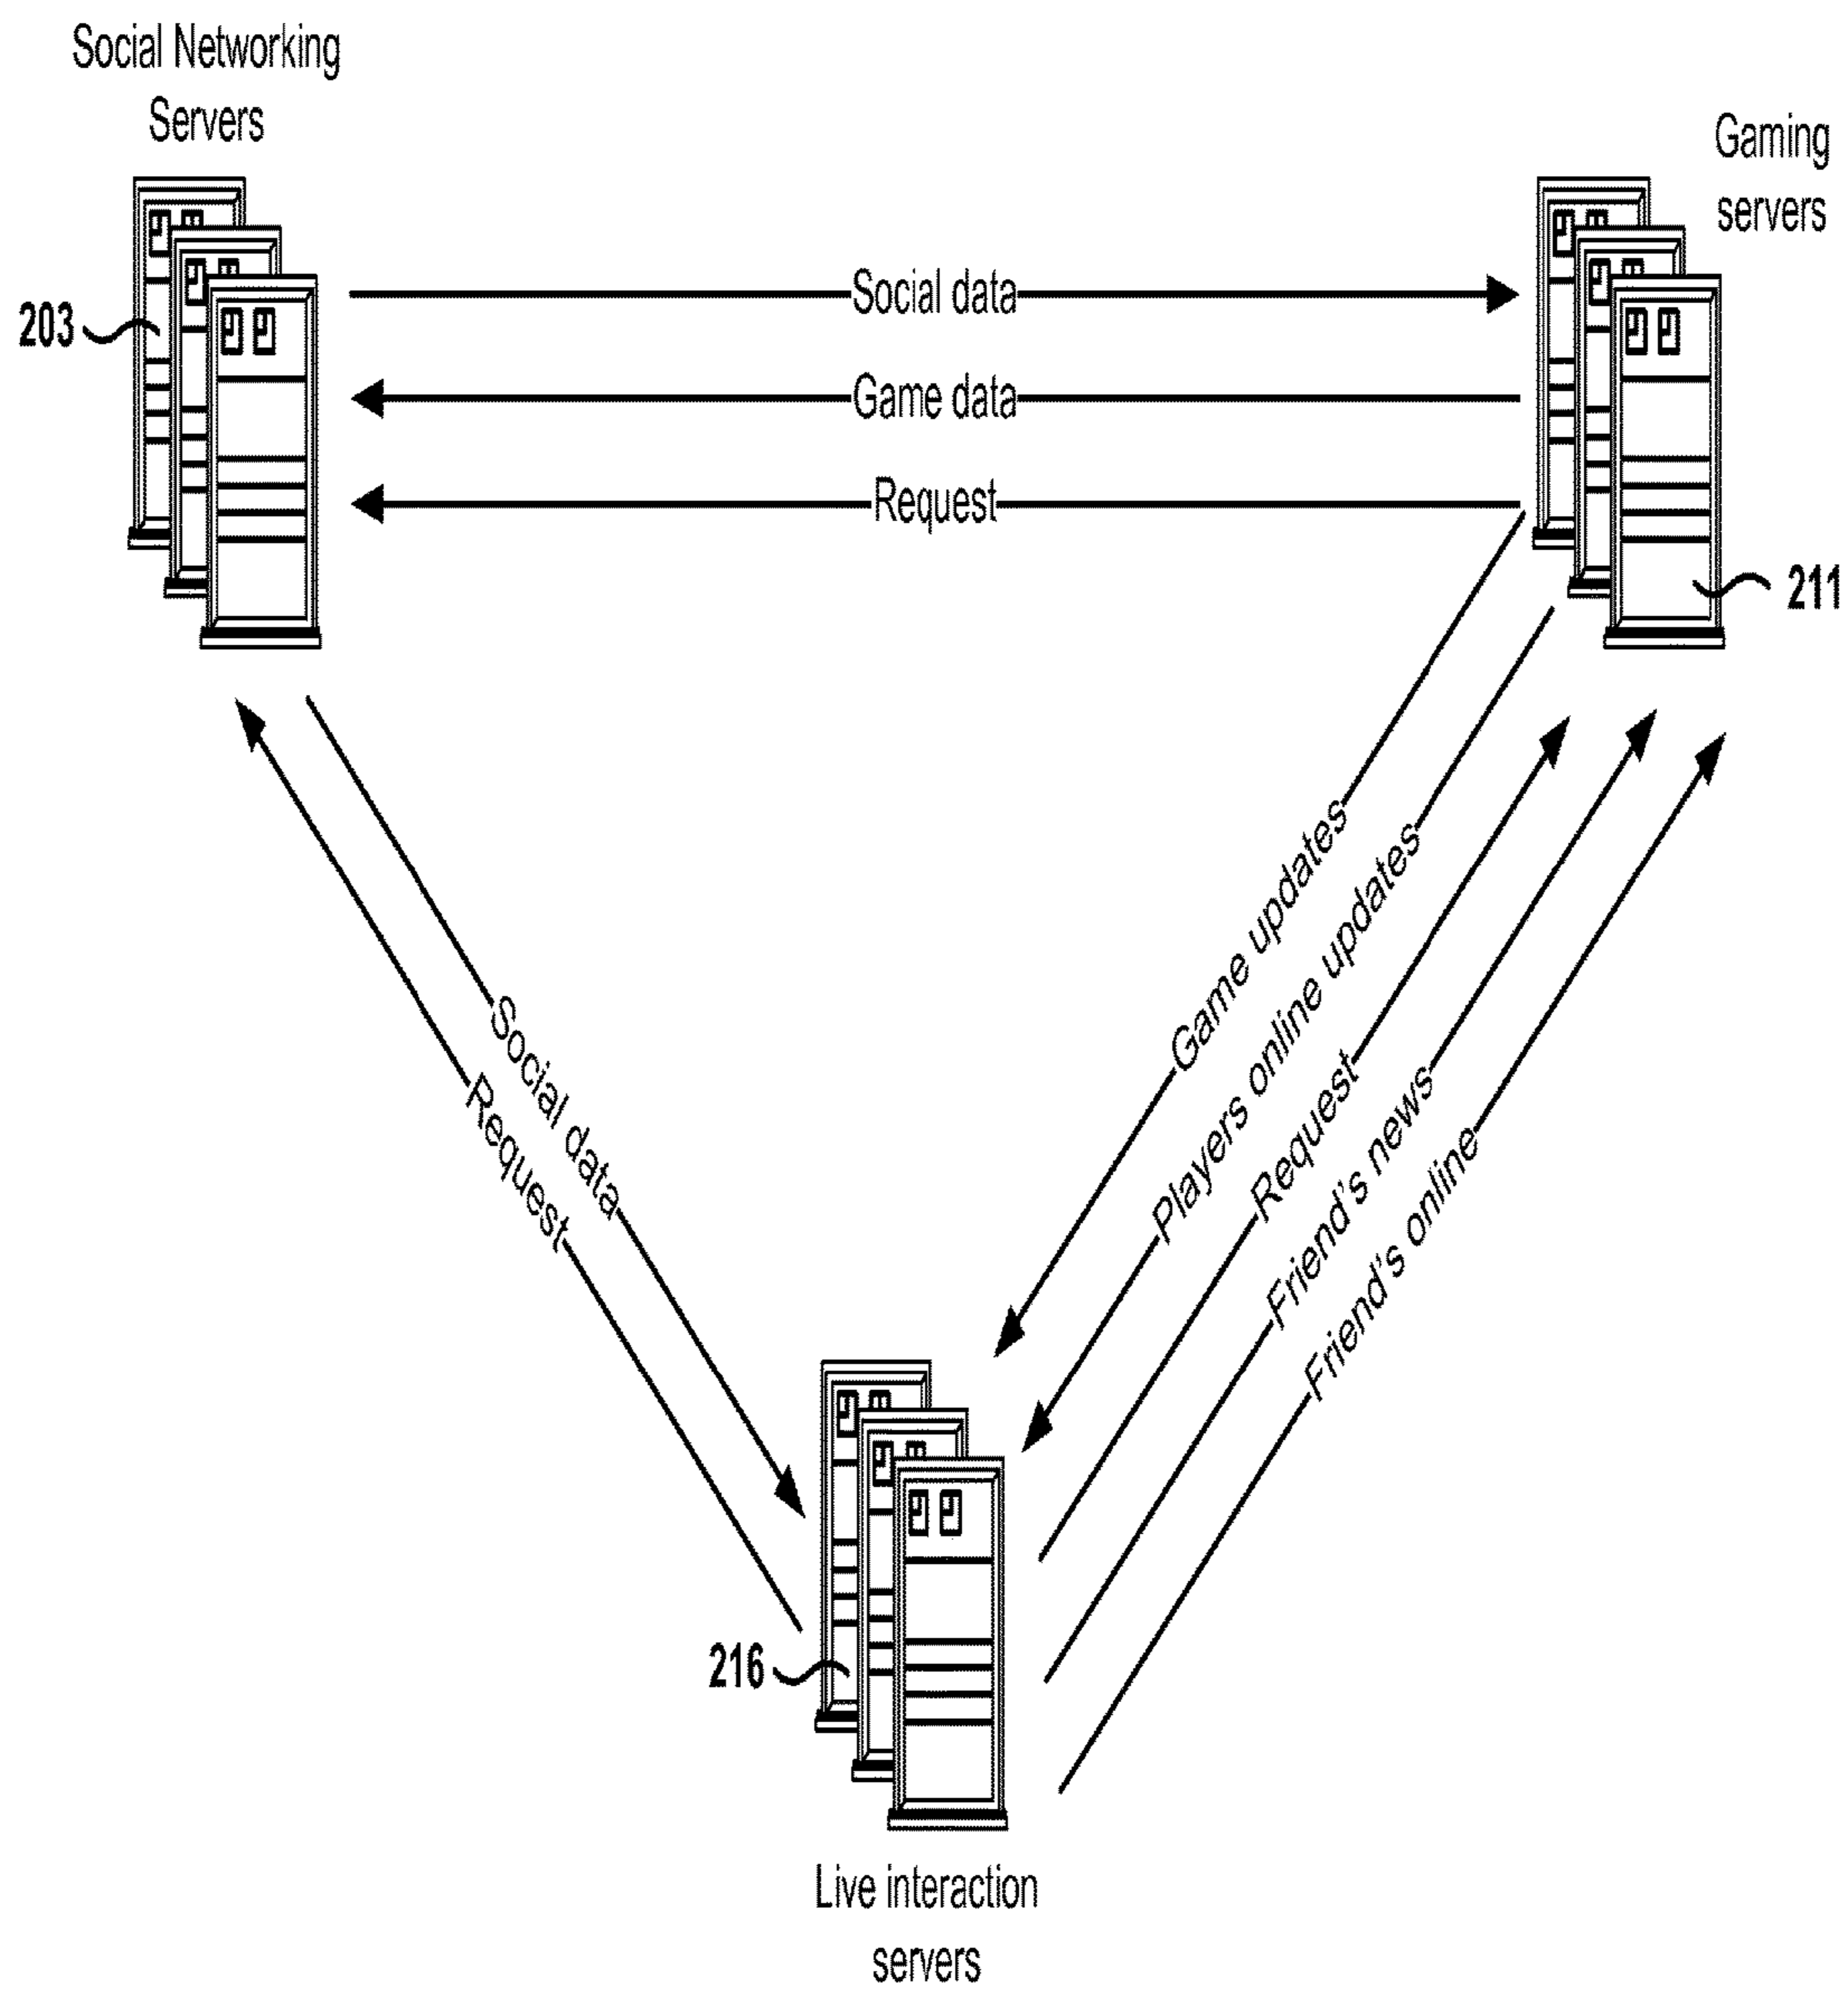 Social Networking
Servers
Gaming
servers
203
Social data
Game data
Request
211
Game updates
Players online updates
Request
Friend's news
Friend's online
Social data
Request
216
Live interaction
servers